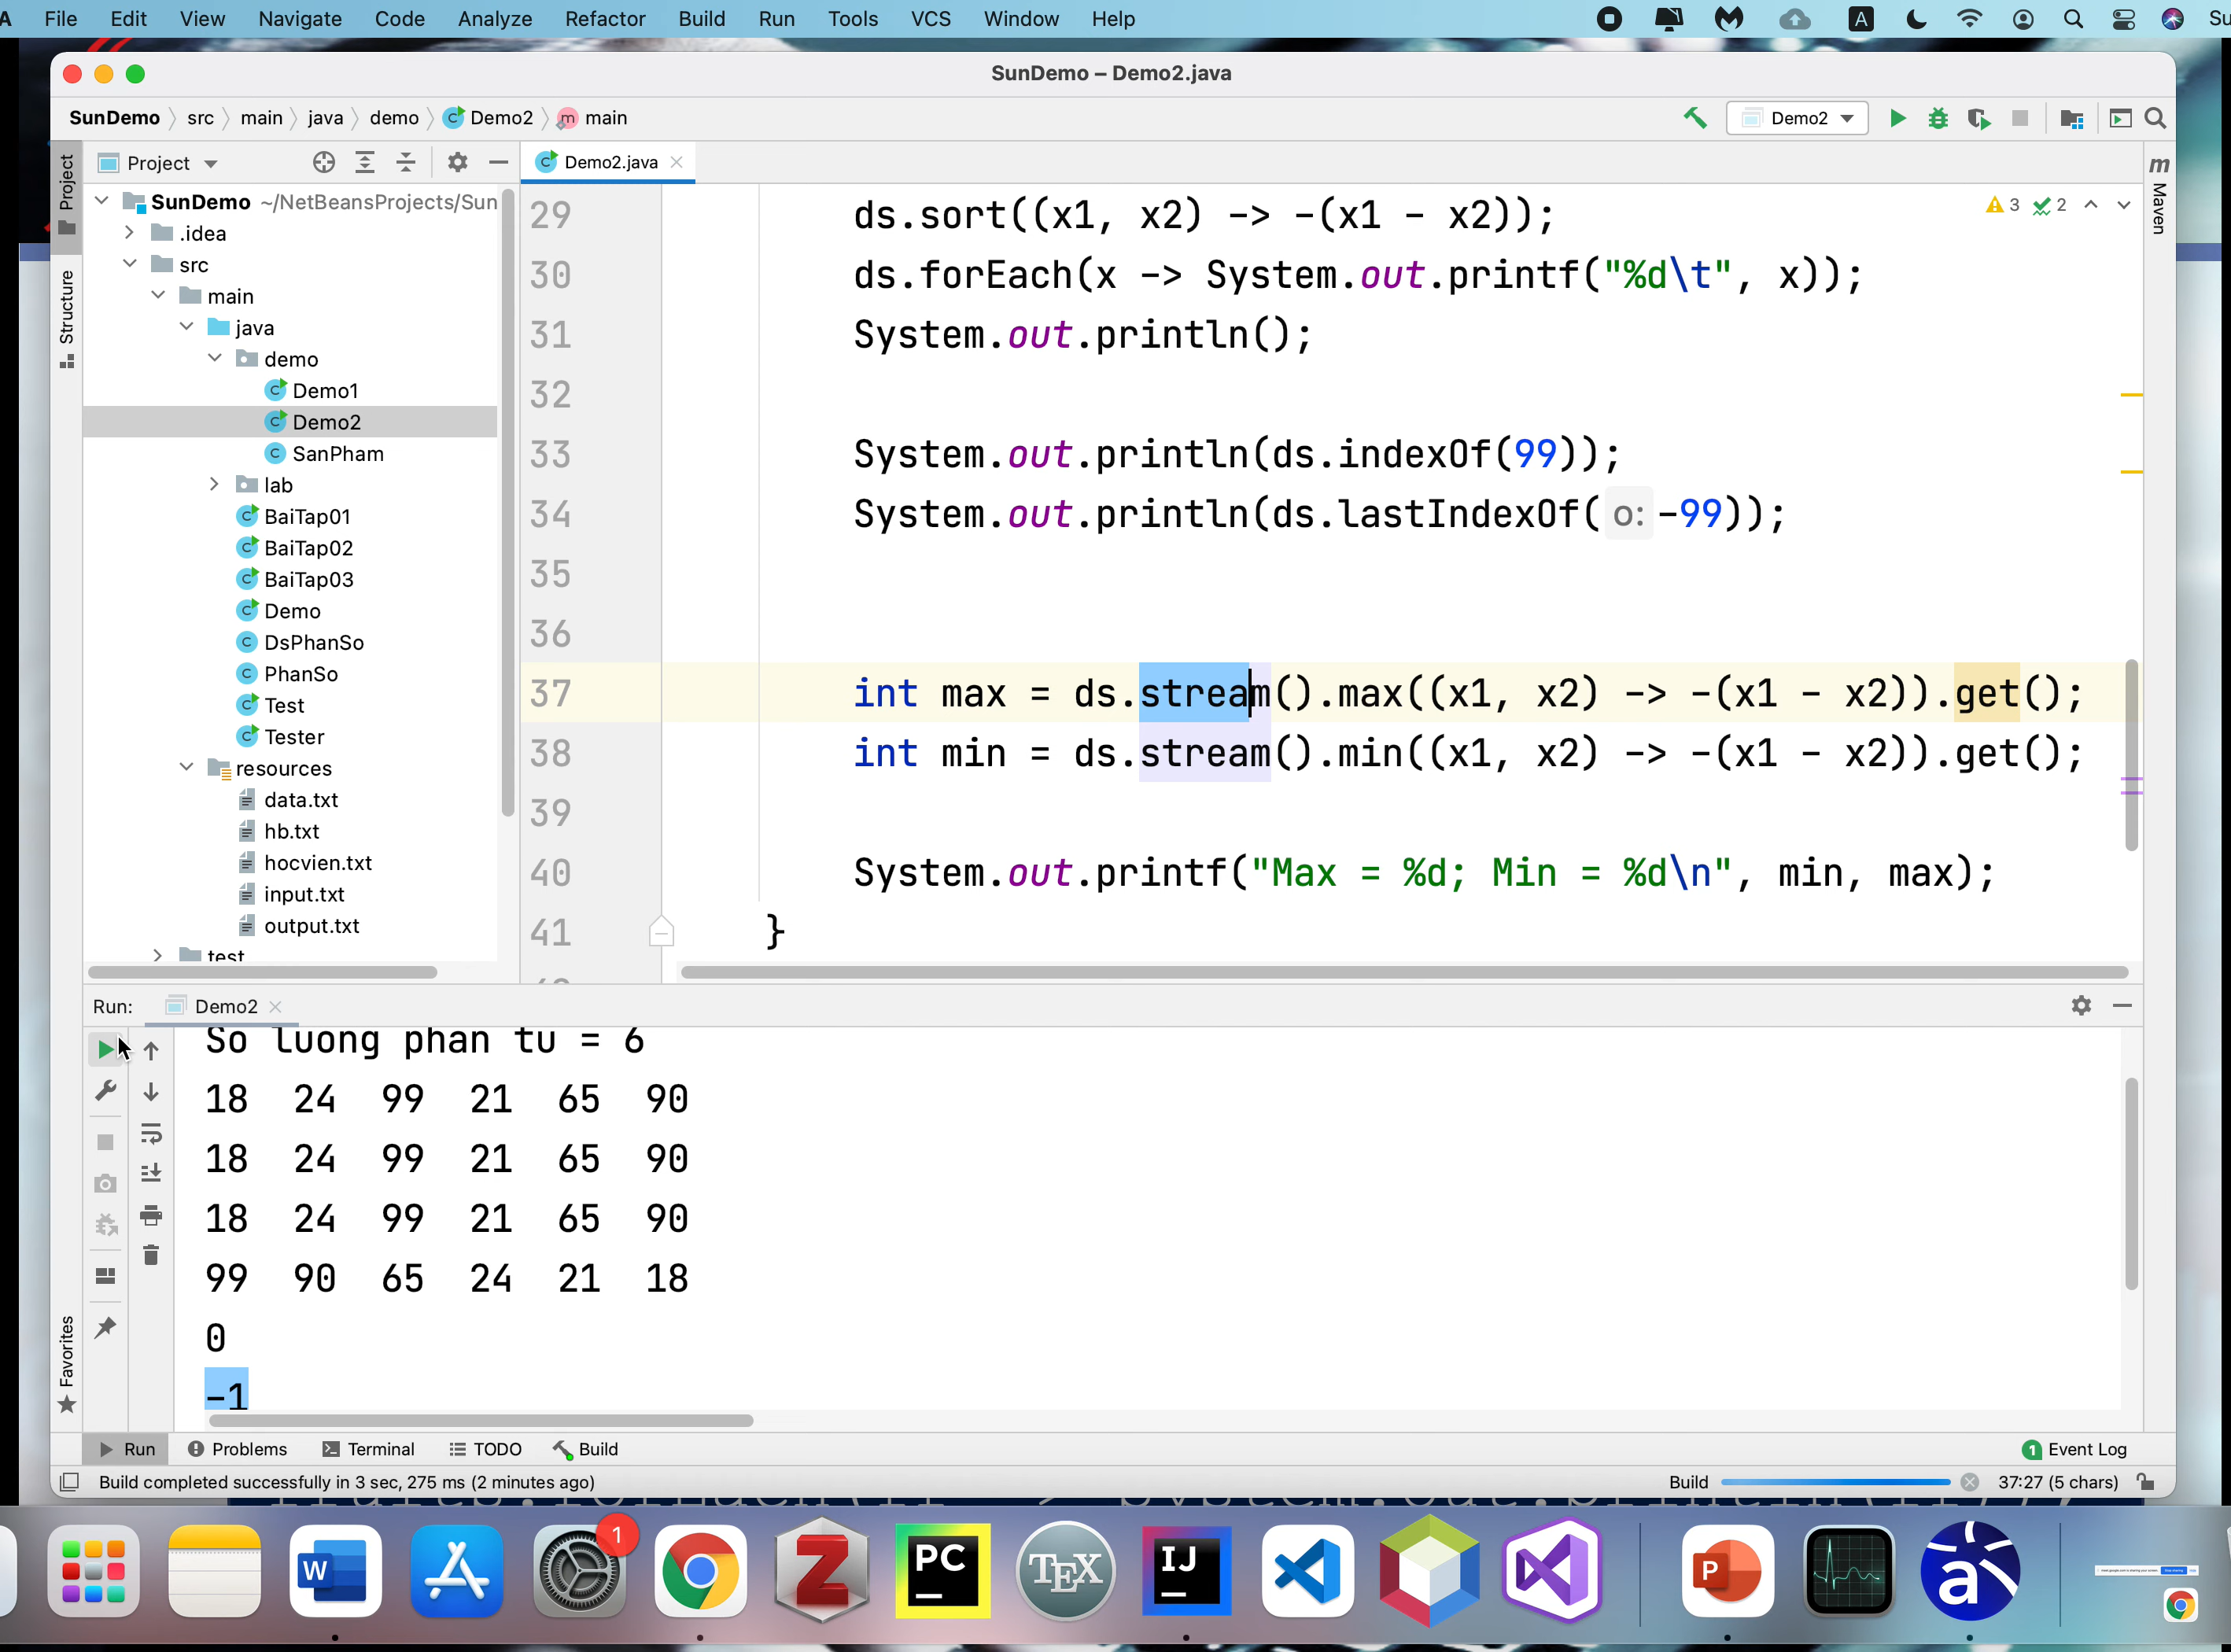 File Edit View Navigate Code Analyze Refactor Build Run Tools VCS Window Help
SunDemo – Demo2.java
SunDemo src main java demo Demo2 main
Demo2
Project
Demo2.java
Project
Structure
Favorites
Maven
SunDemo ~/NetBeansProjects/Sun
.idea
src
main
java
demo
Demo1
Demo2
SanPham
lab
BaiTap01
BaiTap02
BaiTap03
Demo
DsPhanSo
PhanSo
Test
Tester
resources
data.txt
hb.txt
hocvien.txt
input.txt
output.txt
test
3 2
29 ds.sort((x1, x2) -> -(x1 - x2));
30 ds.forEach(x -> System.out.printf("%d\t", x));
31 System.out.println();
32
33 System.out.println(ds.indexOf(99));
34 System.out.println(ds.lastIndexOf( o: -99));
35
36
37 int max = ds.stream().max((x1, x2) -> -(x1 - x2)).get();
38 int min = ds.stream().min((x1, x2) -> -(x1 - x2)).get();
39
40 System.out.printf("Max = %d; Min = %d\n", min, max);
41 }
Run: Demo2
So luong phan tu = 6
18 24 99 21 65 90
18 24 99 21 65 90
18 24 99 21 65 90
99 90 65 24 21 18
0
-1
Run Problems Terminal TODO Build 1 Event Log
Build completed successfully in 3 sec, 275 ms (2 minutes ago) Build 37:27 (5 chars)
W 1 Z PC TEX IJ P a